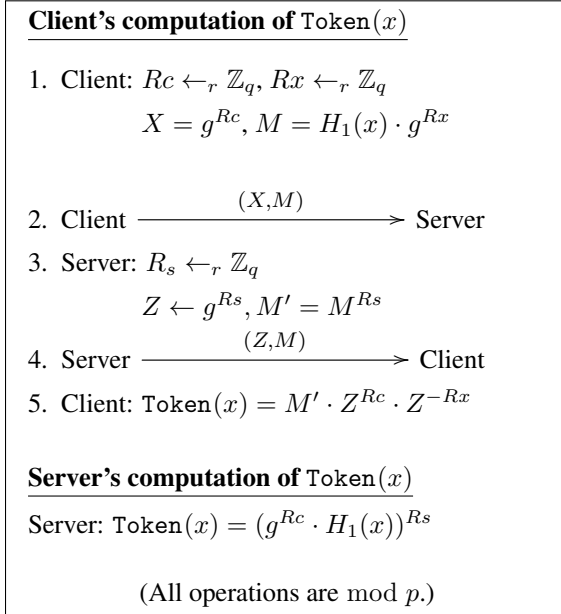 Client's computation of Token(x)
1. Client: Rc ←ᵣ ℤq, Rx ←ᵣ ℤq
X = g^{Rc}, M = H₁(x) · g^{Rx}
(X,M)
2. Client ⟶ Server
3. Server: R_s ←ᵣ ℤq
Z ← g^{Rs}, M′ = M^{Rs}
(Z,M)
4. Server ⟶ Client
5. Client: Token(x) = M′ · Z^{Rc} · Z^{−Rx}
Server's computation of Token(x)
Server: Token(x) = (g^{Rc} · H₁(x))^{Rs}
(All operations are mod p.)